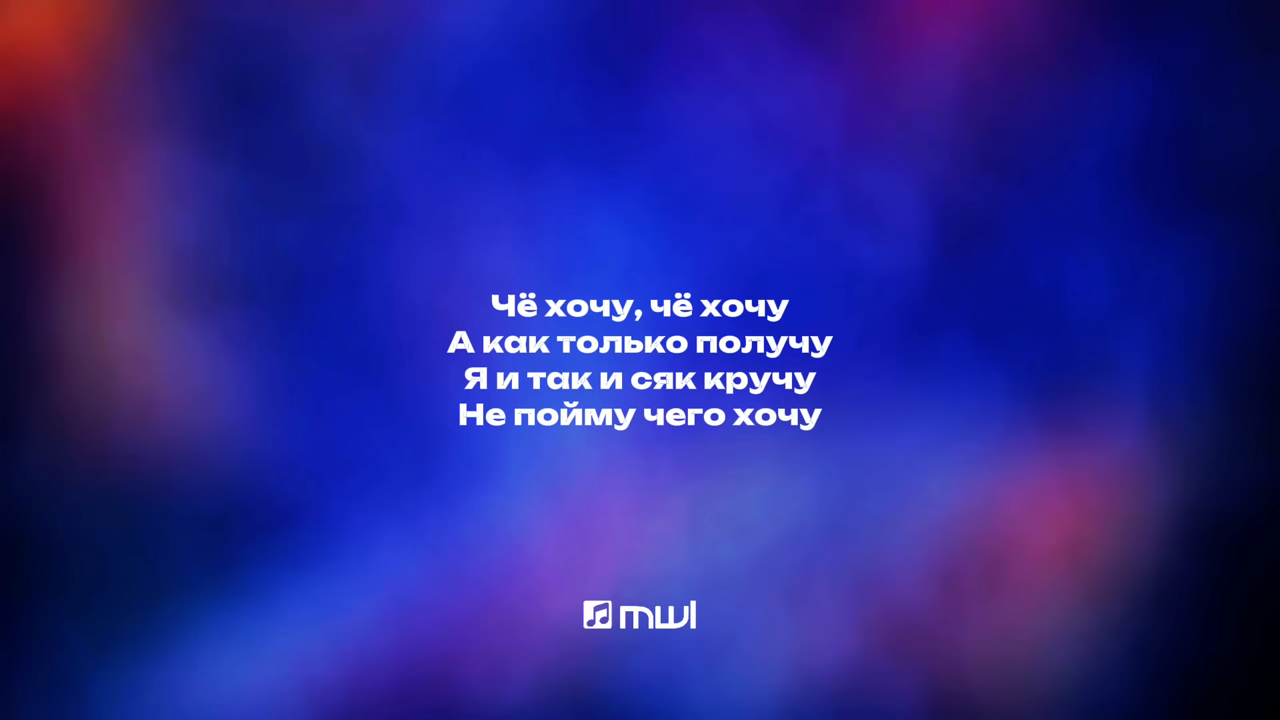 Чё хочу, чё хочу
А как только получу
Я и так и сяк кручу
Не пойму чего хочу
mwl